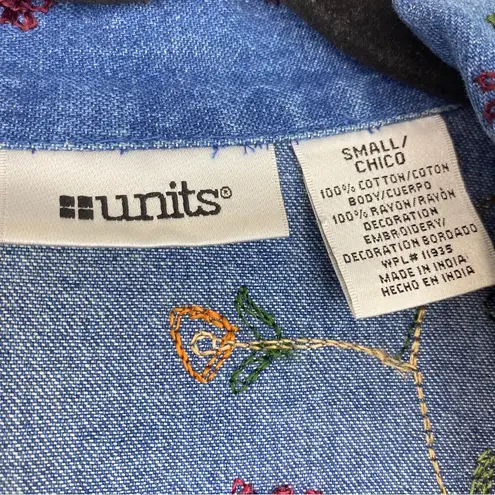 units®
SMALL/
CHICO
100% COTTON/COTON
BODY/CUERPO
100% RAYON/RAYÓN
DECORATION
EMBROIDERY/
DECORATION BORDADO
WPL# 11935
MADE IN INDIA
HECHO EN INDIA